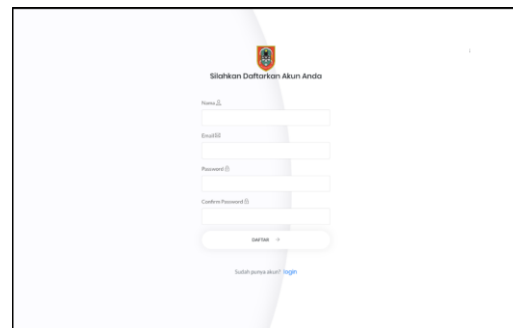 Silahkan Daftarkan Akun Anda
Nama
Email
Password
Confirm Password
DAFTAR
Sudah punya akun? login